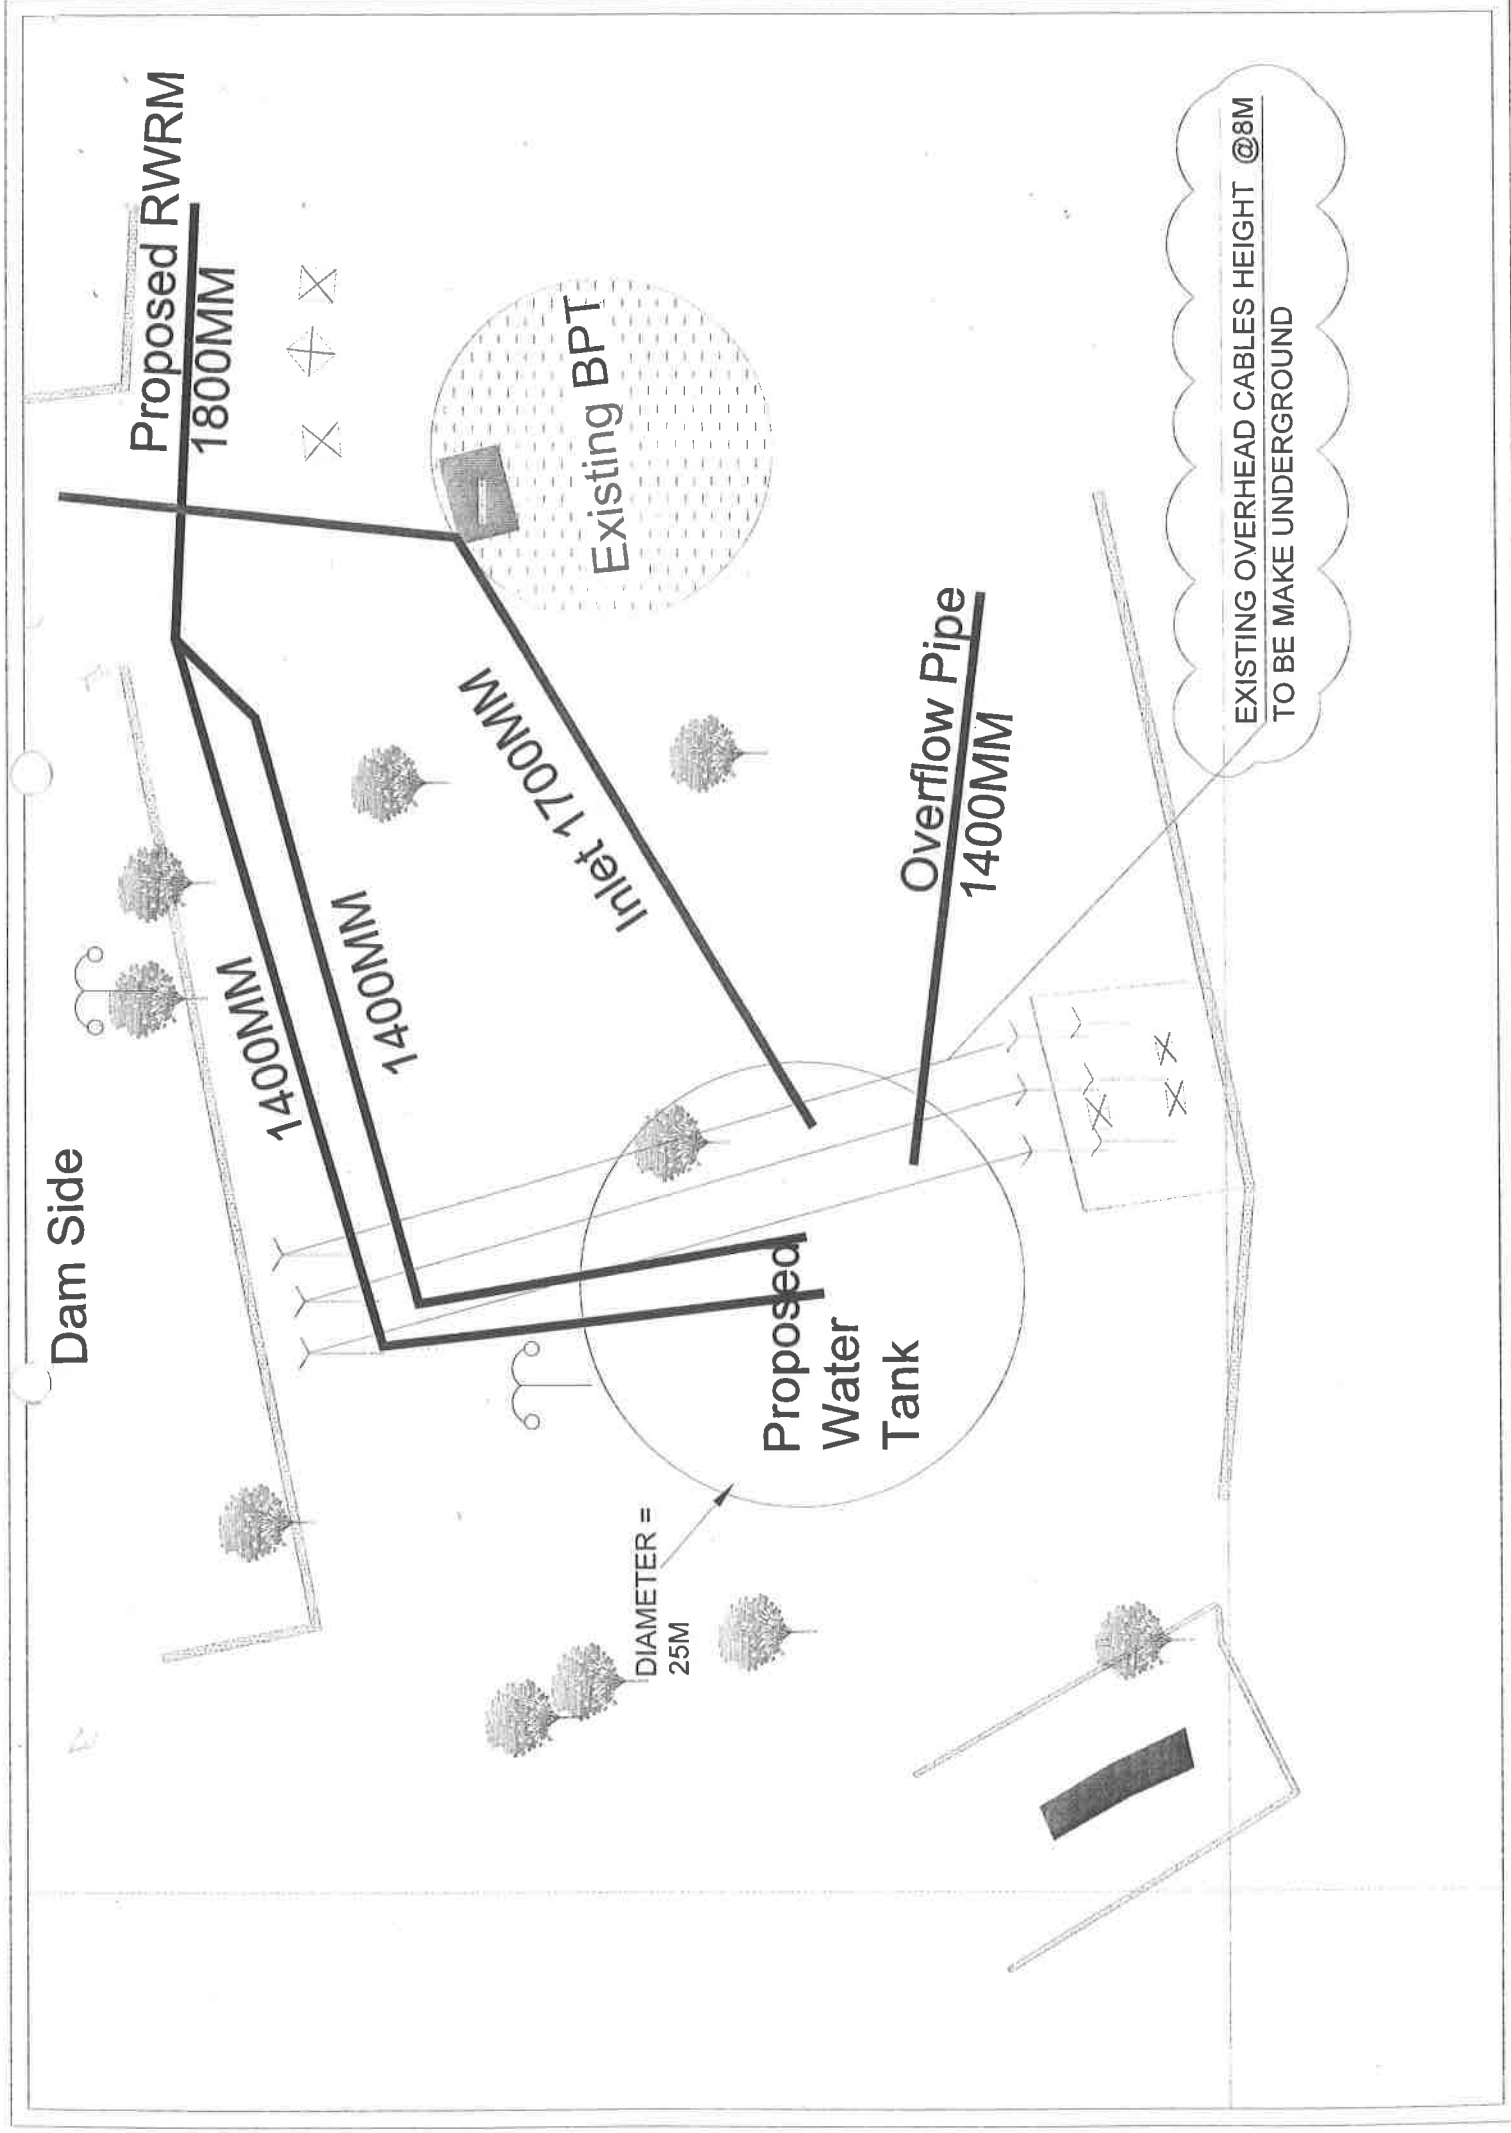 Dam Side
Proposed RWRM
1800MM
1400MM
1400MM
Inlet 1700MM
Existing BPT
Overflow Pipe
1400MM
Proposed
Water
Tank
DIAMETER =
25M
EXISTING OVERHEAD CABLES HEIGHT @8M
TO BE MAKE UNDERGROUND